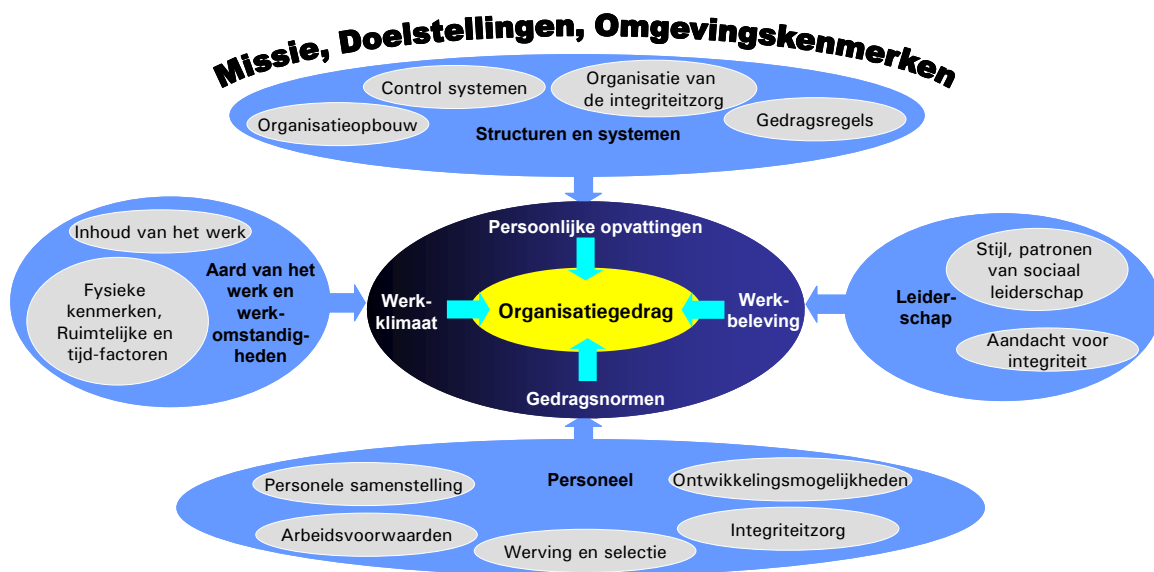 Missie, Doelstellingen, Omgevingskenmerken
Control systemen
Organisatie van
de integriteitzorg
Organisatieopbouw
Gedragsregels
Structuren en systemen
Inhoud van het werk
Fysieke
kenmerken,
Ruimtelijke en
tijd-factoren
Aard van het
werk en
werk-
omstandig-
heden
Persoonlijke opvattingen
Werk-
klimaat
Organisatiegedrag
Werk-
beleving
Gedragsnormen
Leider-
schap
Stijl, patronen
van sociaal
leiderschap
Aandacht voor
integriteit
Personeel
Personele samenstelling
Ontwikkelingsmogelijkheden
Arbeidsvoorwaarden
Werving en selectie
Integriteitzorg